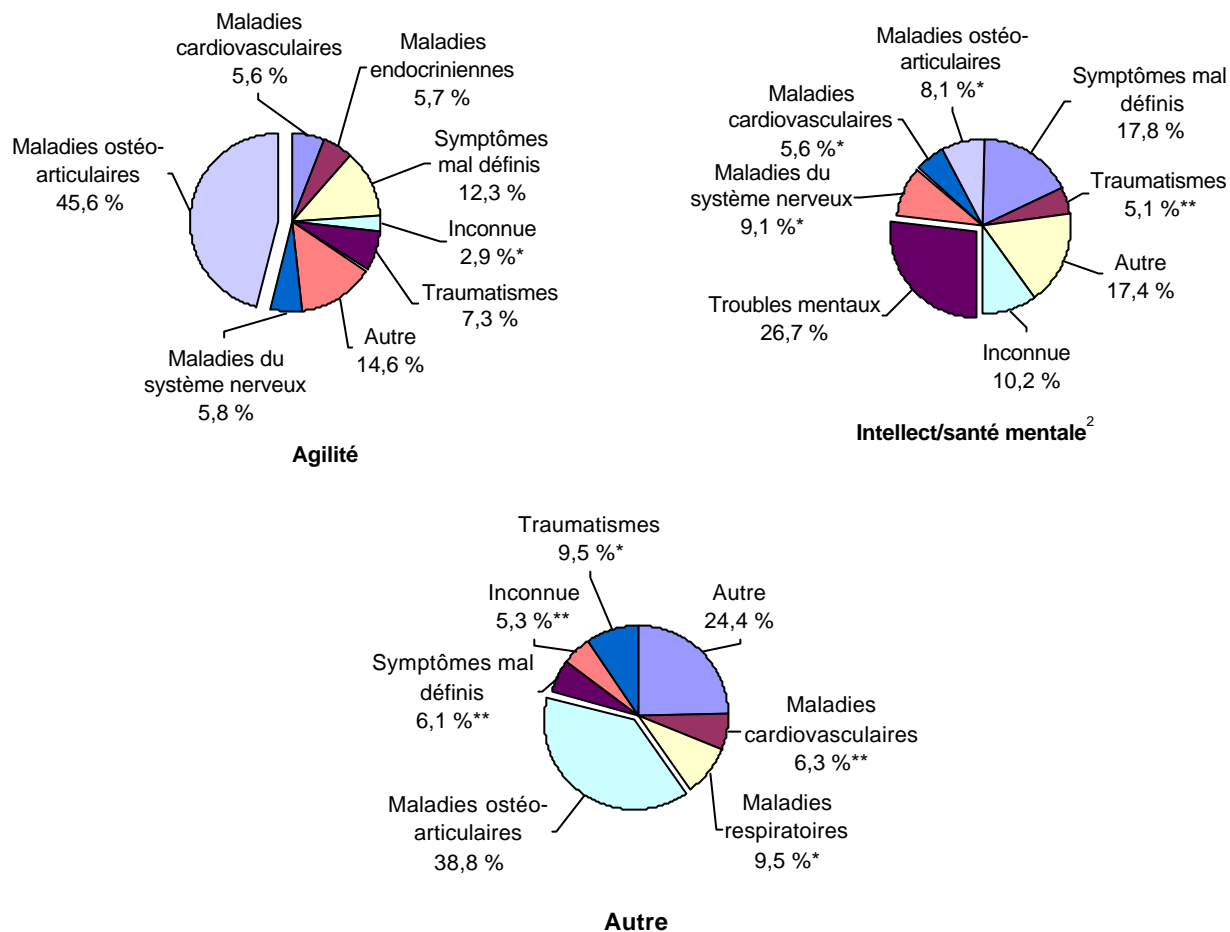 Maladies
cardiovasculaires
5,6 %
Maladies
endocriniennes
5,7 %
Symptômes
mal définis
12,3 %
Inconnue
2,9 %*
Traumatismes
7,3 %
Autre
14,6 %
Maladies du
système nerveux
5,8 %
Maladies ostéo-
articulaires
45,6 %
Agilité
Maladies ostéo-
articulaires
8,1 %*
Symptômes mal
définis
17,8 %
Traumatismes
5,1 %**
Autre
17,4 %
Inconnue
10,2 %
Troubles mentaux
26,7 %
Maladies du
système nerveux
9,1 %*
Maladies
cardiovasculaires
5,6 %*
Intellect/santé mentale²
Traumatismes
9,5 %*
Autre
24,4 %
Maladies
cardiovasculaires
6,3 %**
Maladies
respiratoires
9,5 %*
Maladies ostéo-
articulaires
38,8 %
Symptômes mal
définis
6,1 %**
Inconnue
5,3 %**
Autre